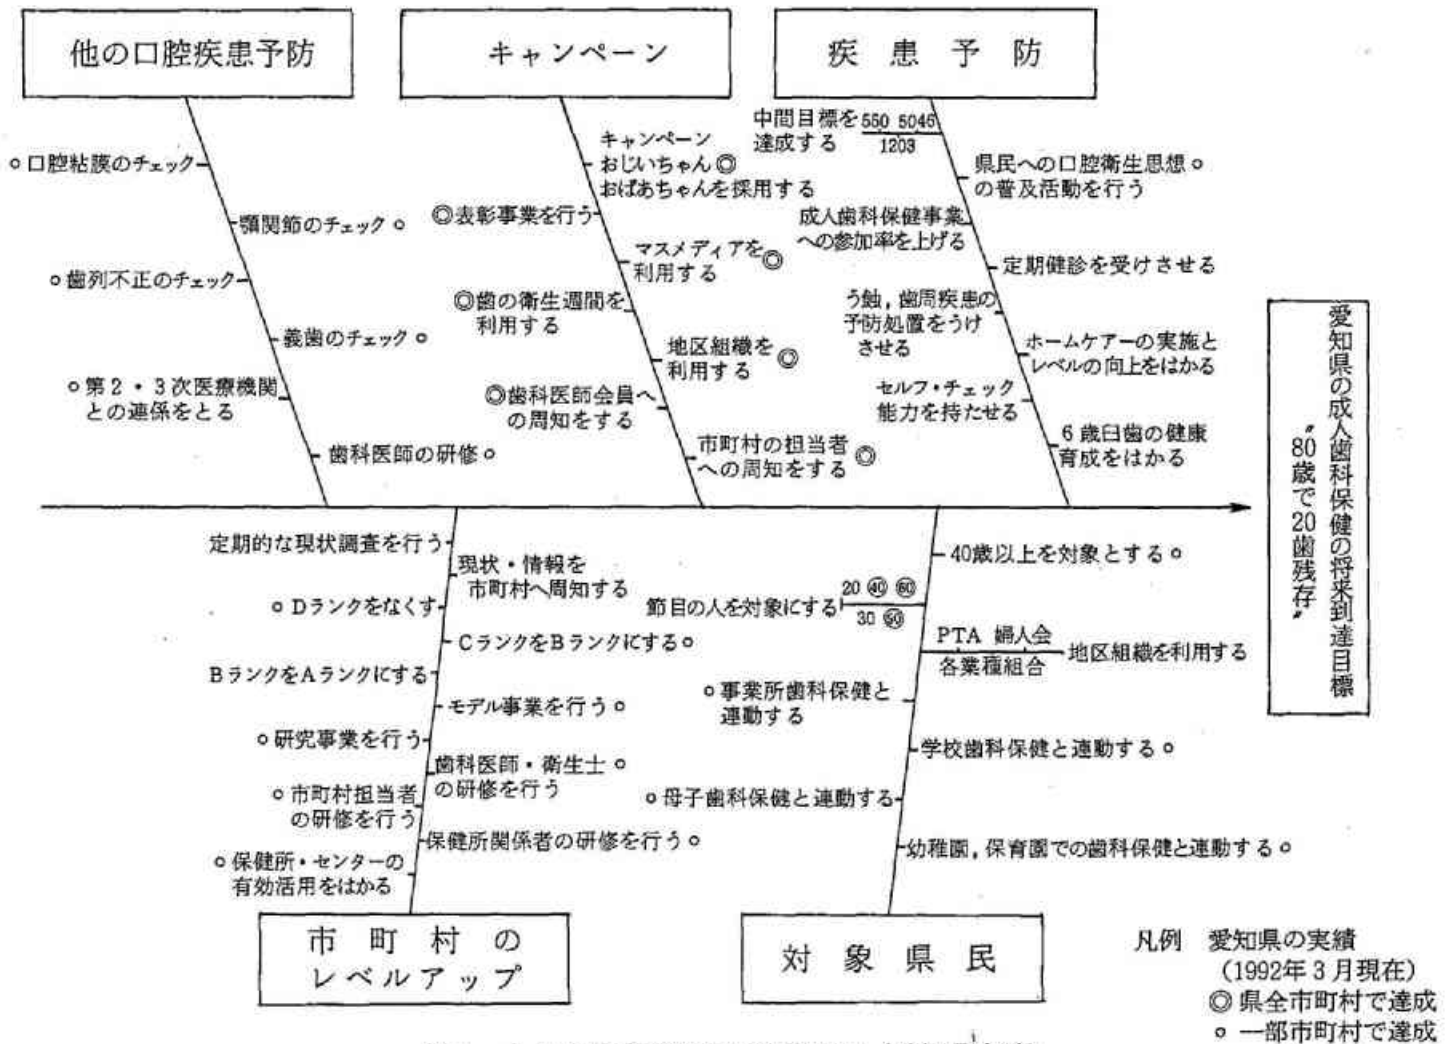 他の口腔疾患予防
キャンペーン
疾患予防
○口腔粘膜のチェック
顎関節のチェック○
○歯列不正のチェック
義歯のチェック○
○第2・3次医療機関
との連係をとる
歯科医師の研修○
キャンペーン
おじいちゃん◎
おばあちゃんを採用する
◎表彰事業を行う
マスメディアを◎
利用する
◎歯の衛生週間を
利用する
地区組織を◎
利用する
◎歯科医師会員へ
の周知をする
市町村の担当者◎
への周知をする
中間目標を
達成する
550 5046
1203
県民への口腔衛生思想○
の普及活動を行う
成人歯科保健事業
への参加率を上げる
定期健診を受けさせる
う蝕,歯周疾患の
予防処置をうけ
させる
ホームケアーの実施と
レベルの向上をはかる
セルフ・チェック
能力を持たせる
6歳臼歯の健康
育成をはかる
愛知県の成人歯科保健の将来到達目標
“80歳で20歯残存”
定期的な現状調査を行う
現状・情報を
市町村へ周知する
○Dランクをなくす
CランクをBランクにする○
BランクをAランクにする
モデル事業を行う○
○研究事業を行う
歯科医師・衛生士○
の研修を行う
○市町村担当者
の研修を行う
保健所関係者の研修を行う○
○保健所・センターの
有効活用をはかる
市町村の
レベルアップ
40歳以上を対象とする○
節目の人を対象にする
20 ㊵ 60
30 ㊿
PTA 婦人会
各業種組合
地区組織を利用する
○事業所歯科保健と
連動する
学校歯科保健と連動する○
○母子歯科保健と連動する
幼稚園,保育園での歯科保健と連動する○
対象県民
凡例 愛知県の実績
(1992年3月現在)
◎県全市町村で達成
○一部市町村で達成